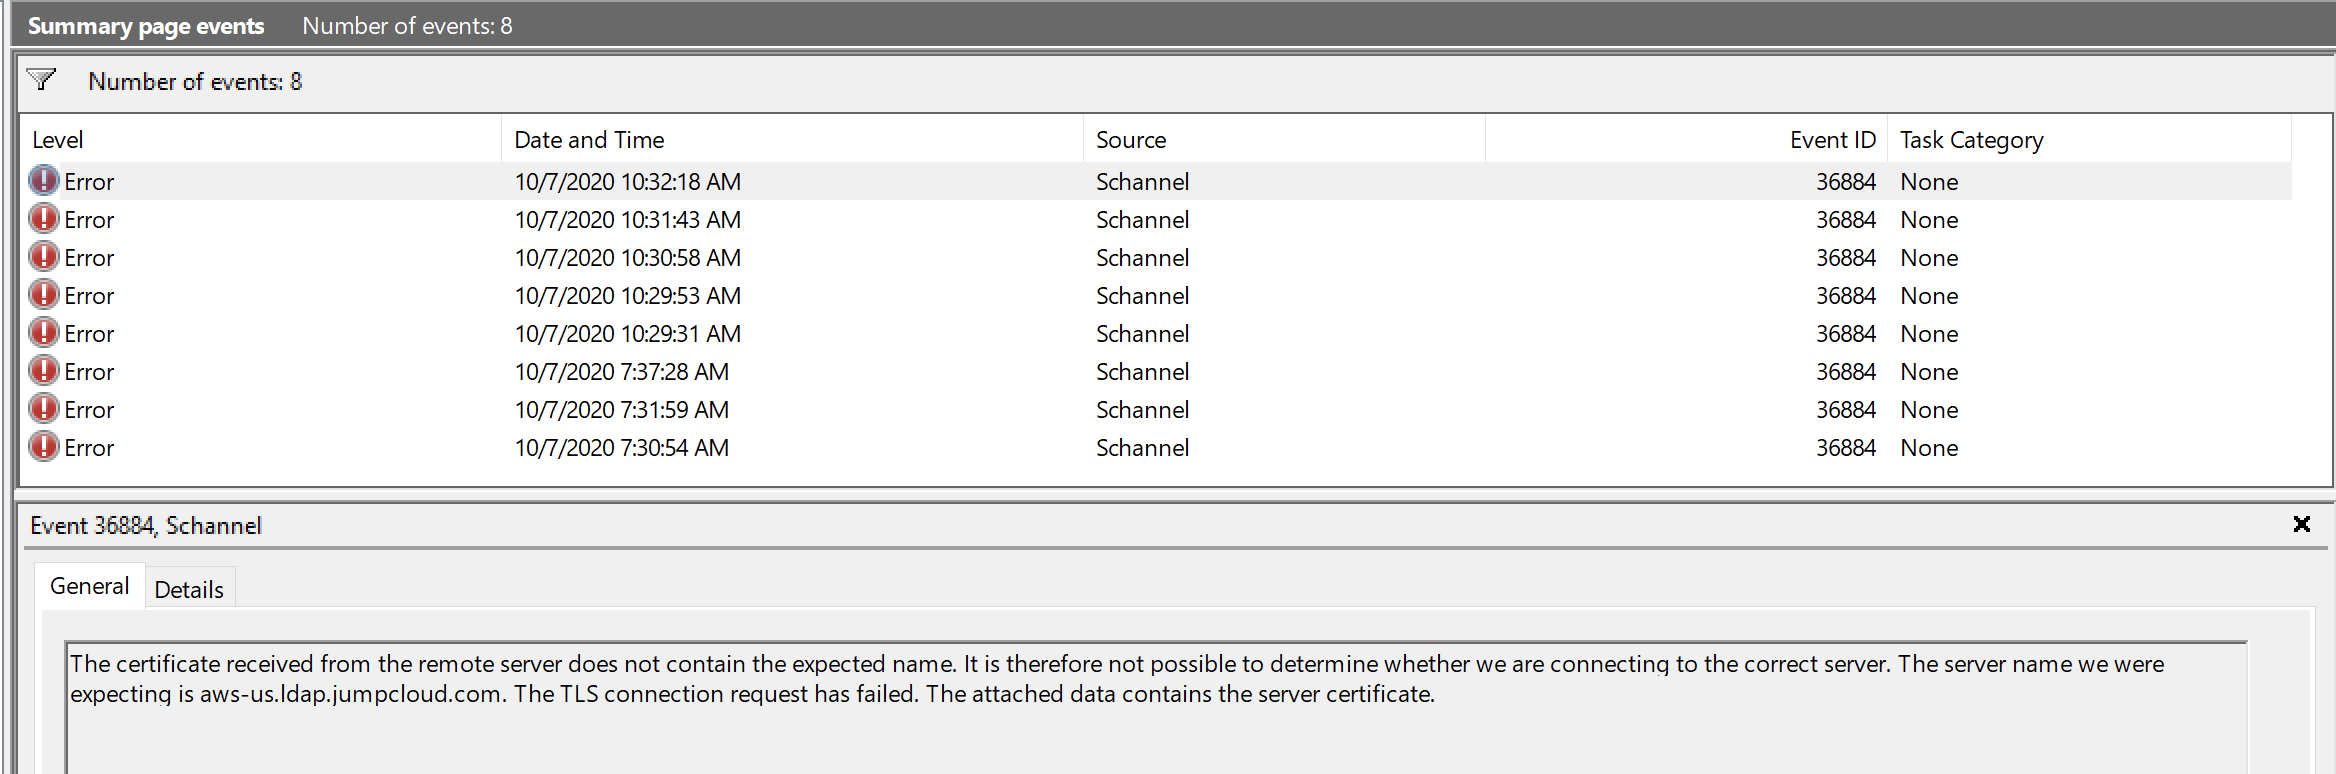 Summary page events Number of events: 8
Number of events: 8
Level Date and Time Source Event ID Task Category
Error 10/7/2020 10:32:18 AM Schannel 36884 None
Error 10/7/2020 10:31:43 AM Schannel 36884 None
Error 10/7/2020 10:30:58 AM Schannel 36884 None
Error 10/7/2020 10:29:53 AM Schannel 36884 None
Error 10/7/2020 10:29:31 AM Schannel 36884 None
Error 10/7/2020 7:37:28 AM Schannel 36884 None
Error 10/7/2020 7:31:59 AM Schannel 36884 None
Error 10/7/2020 7:30:54 AM Schannel 36884 None
Event 36884, Schannel
General Details
The certificate received from the remote server does not contain the expected name. It is therefore not possible to determine whether we are connecting to the correct server. The server name we were
expecting is aws-us.ldap.jumpcloud.com. The TLS connection request has failed. The attached data contains the server certificate.